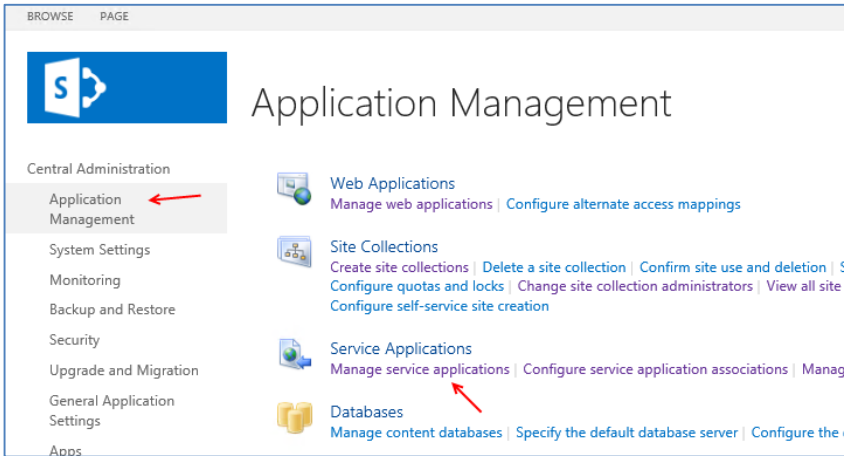 BROWSE PAGE
S
Application Management
Central Administration
Application
Management
System Settings
Monitoring
Backup and Restore
Security
Upgrade and Migration
General Application
Settings
Apps
Web Applications
Manage web applications | Configure alternate access mappings
Site Collections
Create site collections | Delete a site collection | Confirm site use and deletion |
Configure quotas and locks | Change site collection administrators | View all site
Configure self-service site creation
Service Applications
Manage service applications | Configure service application associations | Manag
Databases
Manage content databases | Specify the default database server | Configure the